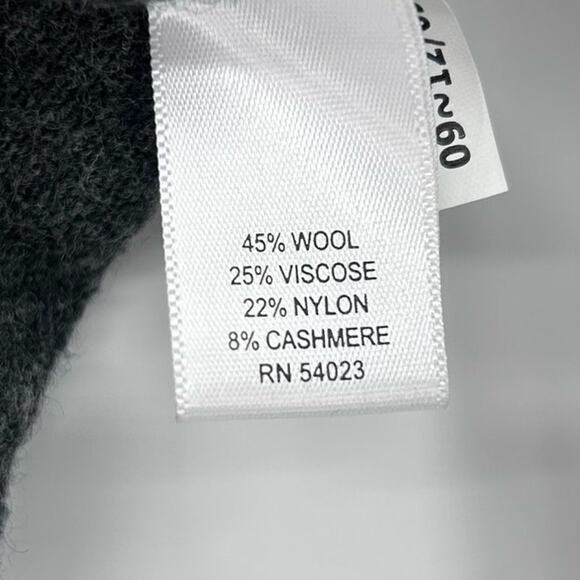 45% WOOL
25% VISCOSE
22% NYLON
8% CASHMERE
RN 54023